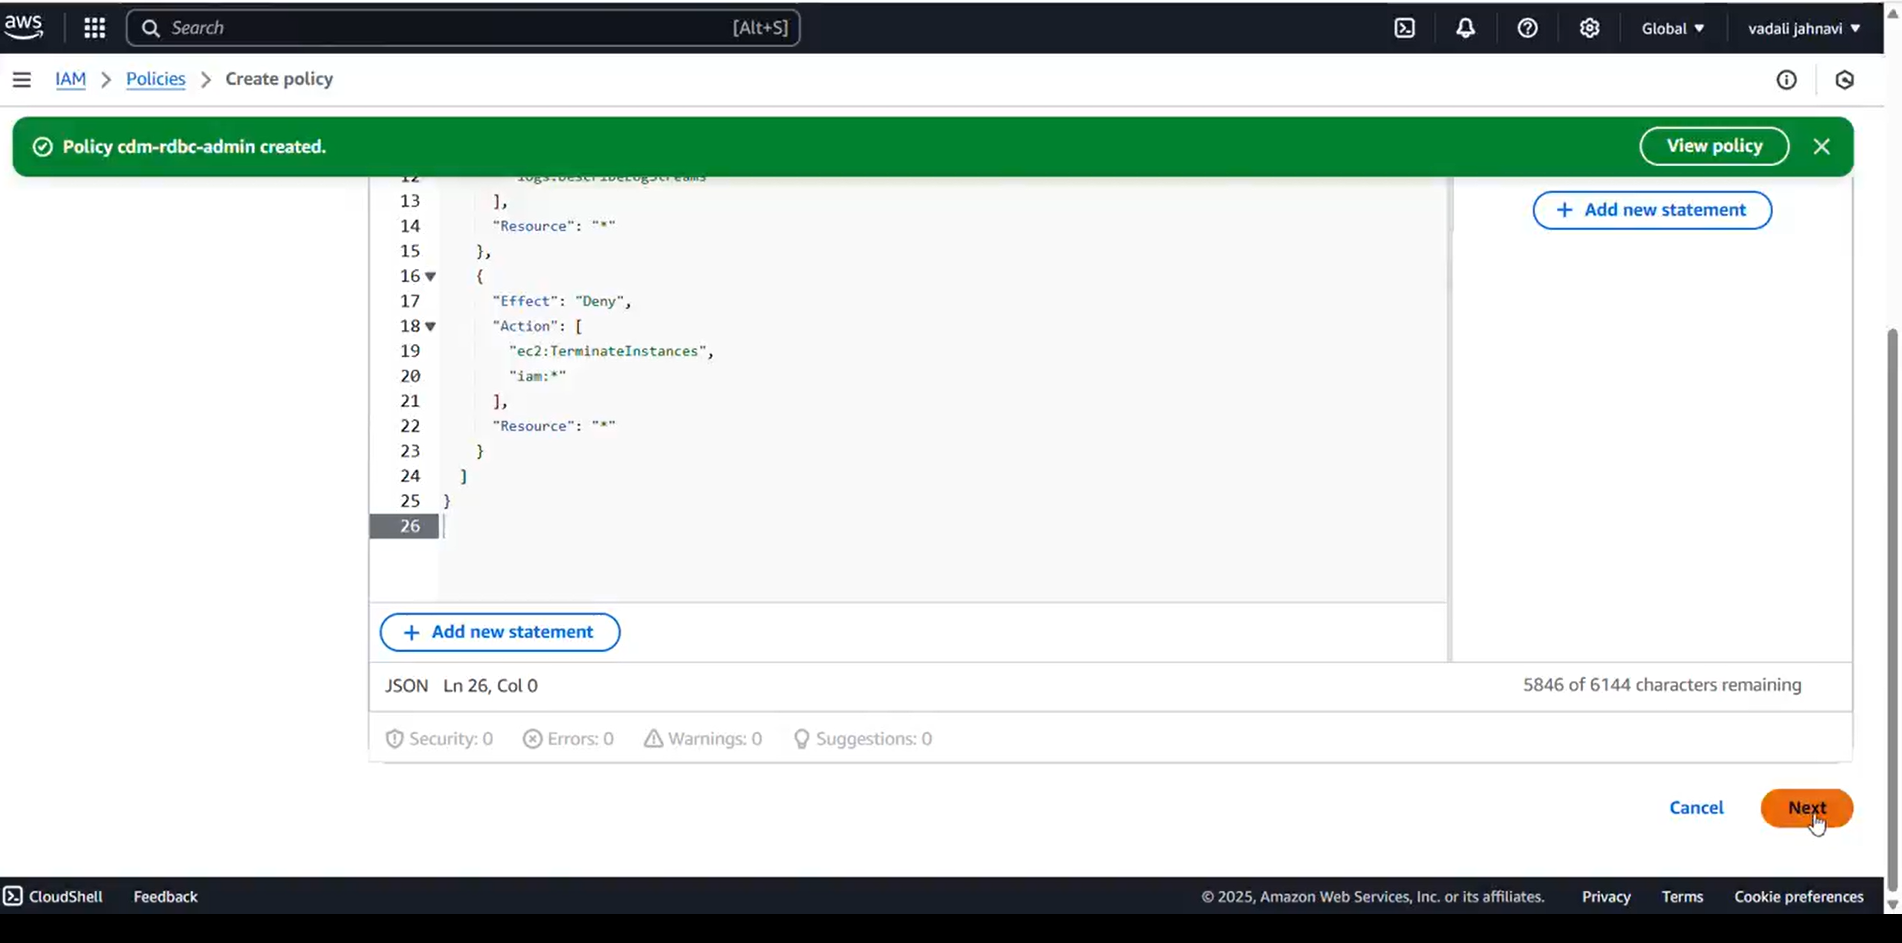 aws
Search [Alt+S]
Global
vadali jahnavi
IAM > Policies > Create policy
Policy cdm-rdbc-admin created.
View policy
12 logs:DescribeLogStreams
13 ],
14 "Resource": "*"
15 },
16 {
17 "Effect": "Deny",
18 "Action": [
19 "ec2:TerminateInstances",
20 "iam:*"
21 ],
22 "Resource": "*"
23 }
24 ]
25 }
26
+ Add new statement
+ Add new statement
JSON Ln 26, Col 0
5846 of 6144 characters remaining
Security: 0 Errors: 0 Warnings: 0 Suggestions: 0
Cancel Next
CloudShell Feedback
© 2025, Amazon Web Services, Inc. or its affiliates. Privacy Terms Cookie preferences